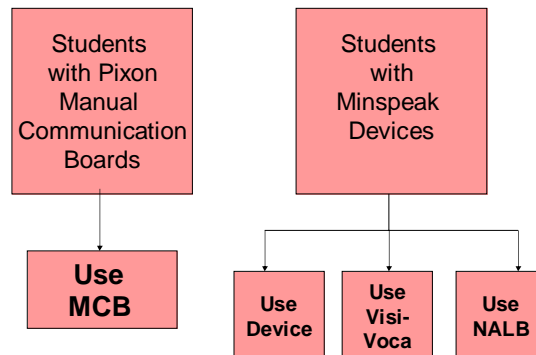 Students
with Pixon
Manual
Communication
Boards
Students
with
Minspeak
Devices
Use
MCB
Use
Device
Use
Visi-
Voca
Use
NALB